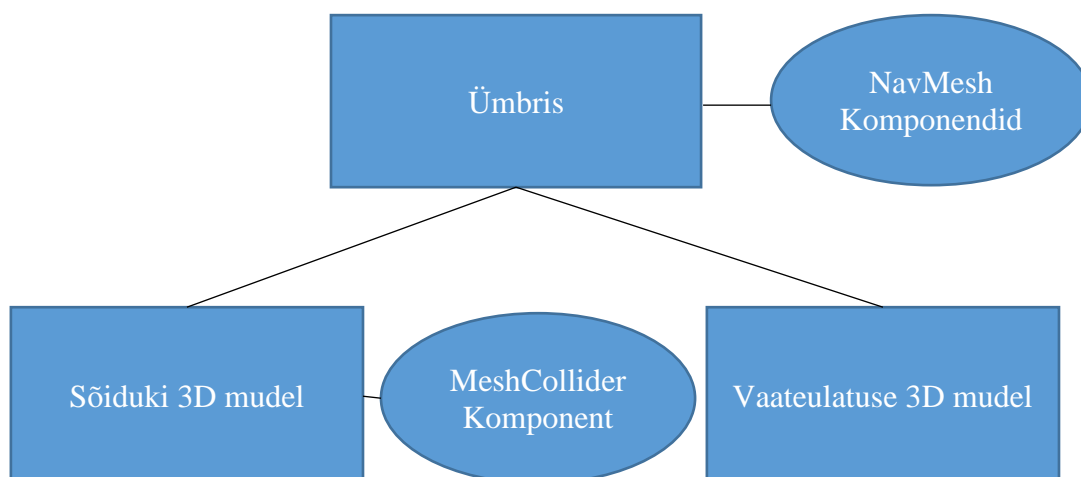 Ümbris
NavMesh
Komponendid
Sõiduki 3D mudel
MeshCollider
Komponent
Vaateulatuse 3D mudel